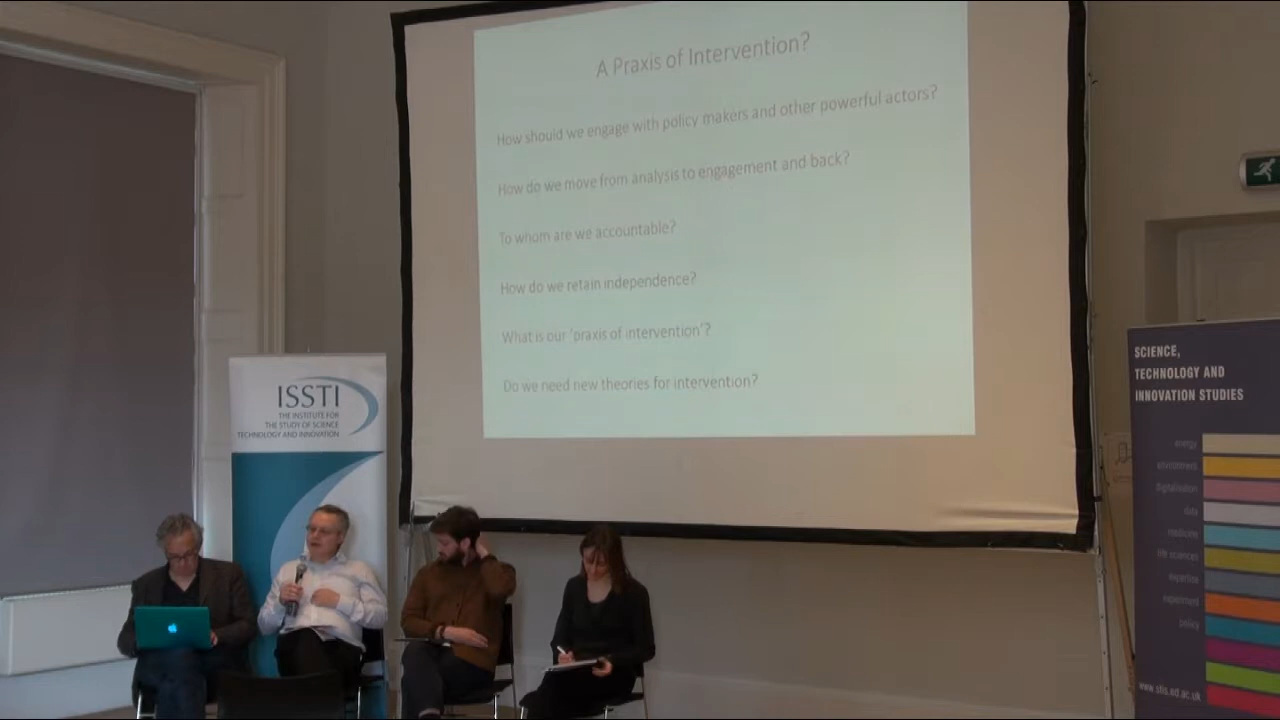 A Praxis of Intervention?
How should we engage with policy makers and other powerful actors?
How do we move from analysis to engagement and back?
To whom are we accountable?
How do we retain independence?
What is our 'praxis of intervention'?
Do we need new theories for intervention?
ISSTI
THE INSTITUTE FOR
THE STUDY OF SCIENCE
TECHNOLOGY AND INNOVATION
SCIENCE,
TECHNOLOGY AND
INNOVATION STUDIES
energy
environment
digitalisation
data
medicine
life sciences
expertise
experiment
policy
www.stis.ed.ac.uk